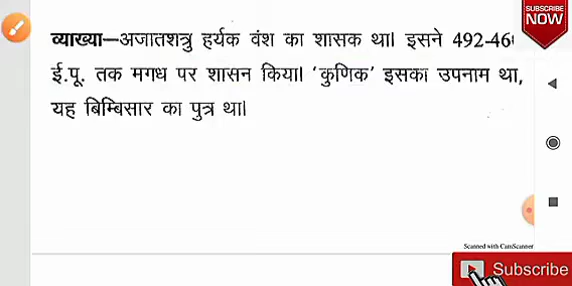 SUBSCRIBE
NOW
व्याख्या—अजातशत्रु हर्यक वंश का शासक था। इसने 492-46
ई.पू. तक मगध पर शासन किया। 'कुणिक' इसका उपनाम था,
यह बिम्बिसार का पुत्र था।
Scanned with CamScanner
Subscribe